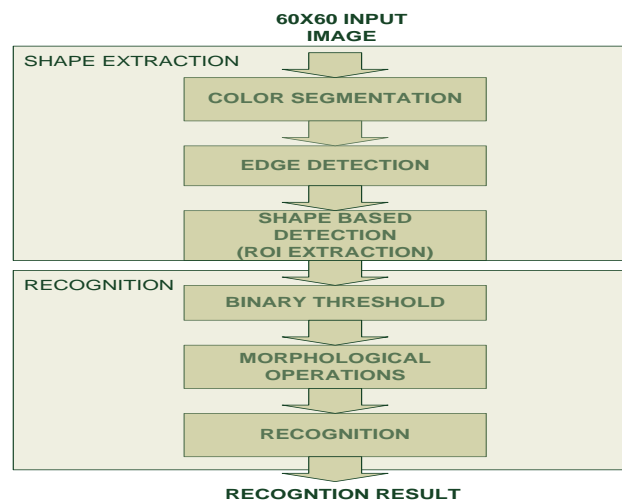 60X60 INPUT
IMAGE
SHAPE EXTRACTION
COLOR SEGMENTATION
EDGE DETECTION
SHAPE BASED
DETECTION
(ROI EXTRACTION)
RECOGNITION
BINARY THRESHOLD
MORPHOLOGICAL
OPERATIONS
RECOGNITION
RECOGNTION RESULT